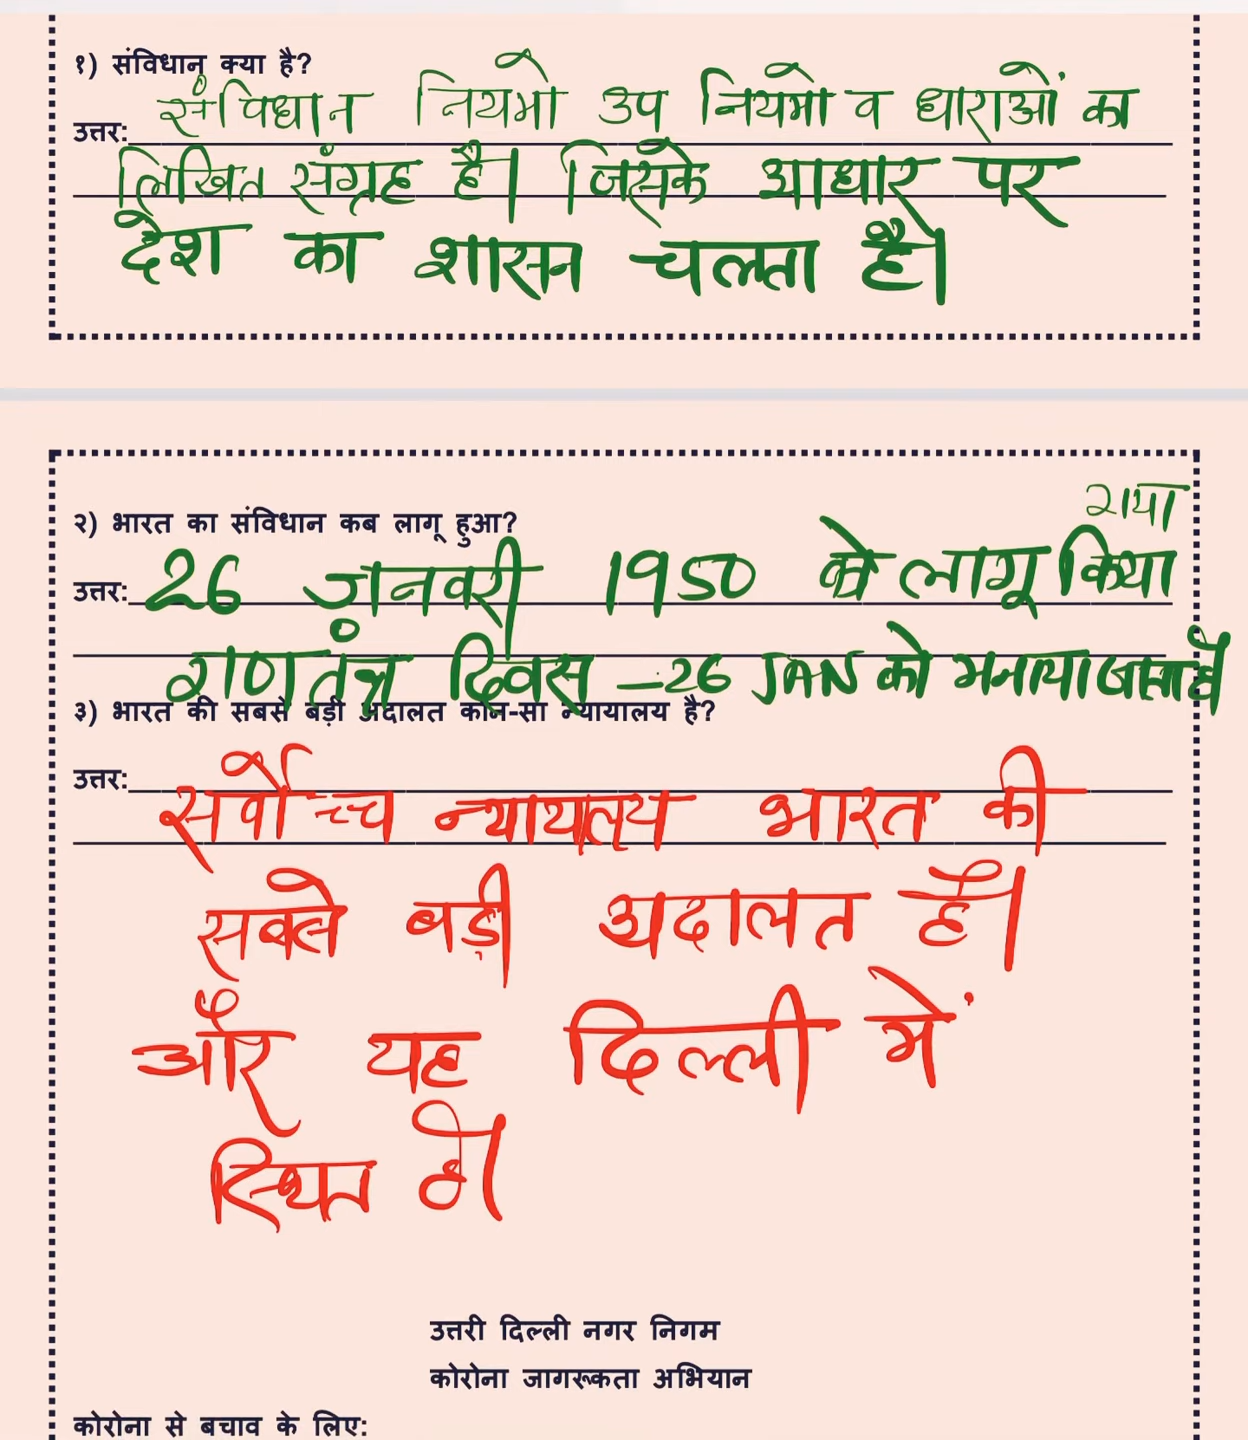 १) संविधान क्या है?
उत्तर: संविधान नियमो उप नियमो व धाराओं का
लिखित संग्रह है। जिसके आधार पर
देश का शासन चलता है।
२) भारत का संविधान कब लागू हुआ?
उत्तर: 26 जनवरी 1950 को लागू किया गया
गणतंत्र दिवस - 26 JAN को मनाया जाता है
३) भारत की सबसे बड़ी अदालत कौन-सा न्यायालय है?
उत्तर:
सर्वोच्च न्यायालय भारत की
सबसे बड़ी अदालत है।
और यह दिल्ली में
स्थित है।
उत्तरी दिल्ली नगर निगम
कोरोना जागरूकता अभियान
कोरोना से बचाव के लिए: